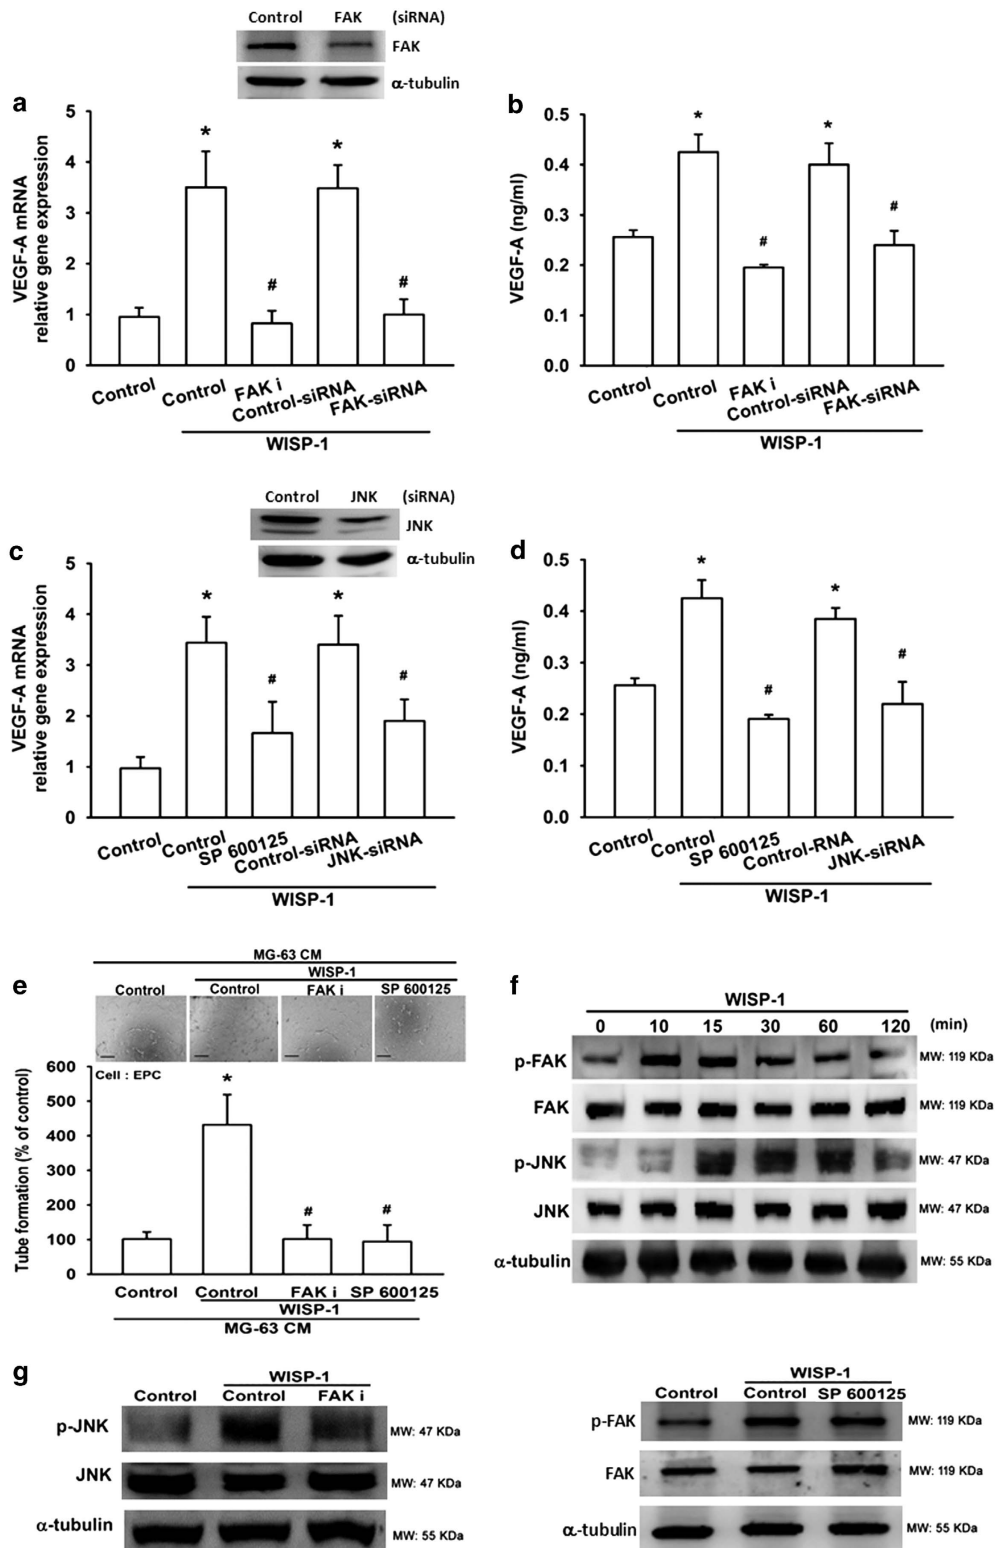 Control FAK (siRNA)
FAK
α-tubulin
a
VEGF-A mRNA
relative gene expression
5
4
3
2
1
0
*
#
*
#
Control
Control
FAK i
Control-siRNA
FAK-siRNA
WISP-1
b
VEGF-A (ng/ml)
0.5
0.4
0.3
0.2
0.1
0.0
*
#
*
#
Control
Control
FAK i
Control-siRNA
FAK-siRNA
WISP-1
Control JNK (siRNA)
JNK
α-tubulin
c
VEGF-A mRNA
relative gene expression
5
4
3
2
1
0
*
#
*
#
Control
Control
SP 600125
Control-siRNA
JNK-siRNA
WISP-1
d
VEGF-A (ng/ml)
0.5
0.4
0.3
0.2
0.1
0.0
*
#
*
#
Control
Control
SP 600125
Control-RNA
JNK-siRNA
WISP-1
e
MG-63 CM
WISP-1
Control Control FAK i SP 600125
Cell : EPC
Tube formation (% of control)
600
500
400
300
200
100
0
*
#
#
Control Control FAK i SP 600125
WISP-1
MG-63 CM
f
WISP-1
0 10 15 30 60 120 (min)
p-FAK MW: 119 KDa
FAK MW: 119 KDa
p-JNK MW: 47 KDa
JNK MW: 47 KDa
α-tubulin MW: 55 KDa
g
WISP-1
Control Control FAK i
p-JNK MW: 47 KDa
JNK MW: 47 KDa
α-tubulin MW: 55 KDa
WISP-1
Control Control SP 600125
p-FAK MW: 119 KDa
FAK MW: 119 KDa
α-tubulin MW: 55 KDa